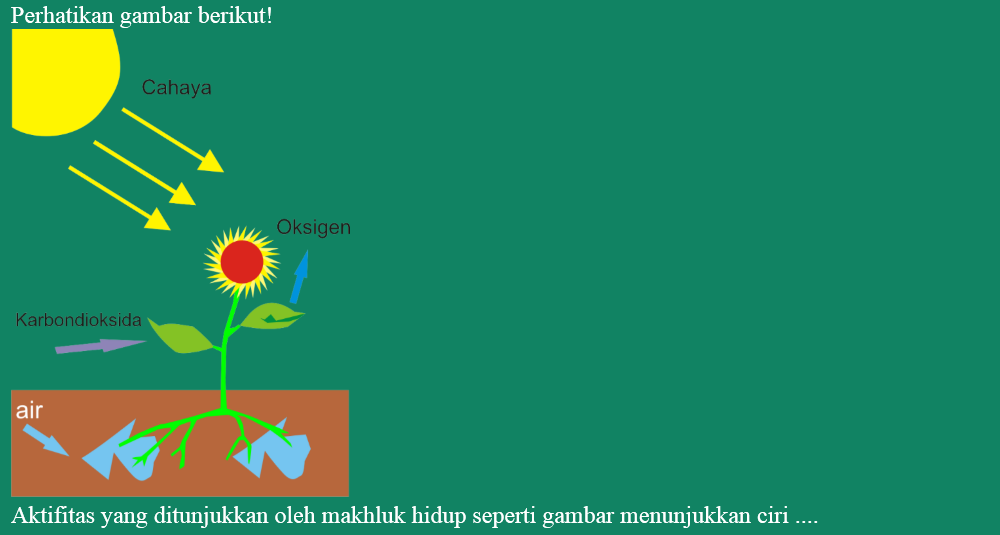 Perhatikan gambar berikut!
Cahaya
Oksigen
Karbondioksida
air
Aktifitas yang ditunjukkan oleh makhluk hidup seperti gambar menunjukkan ciri ....